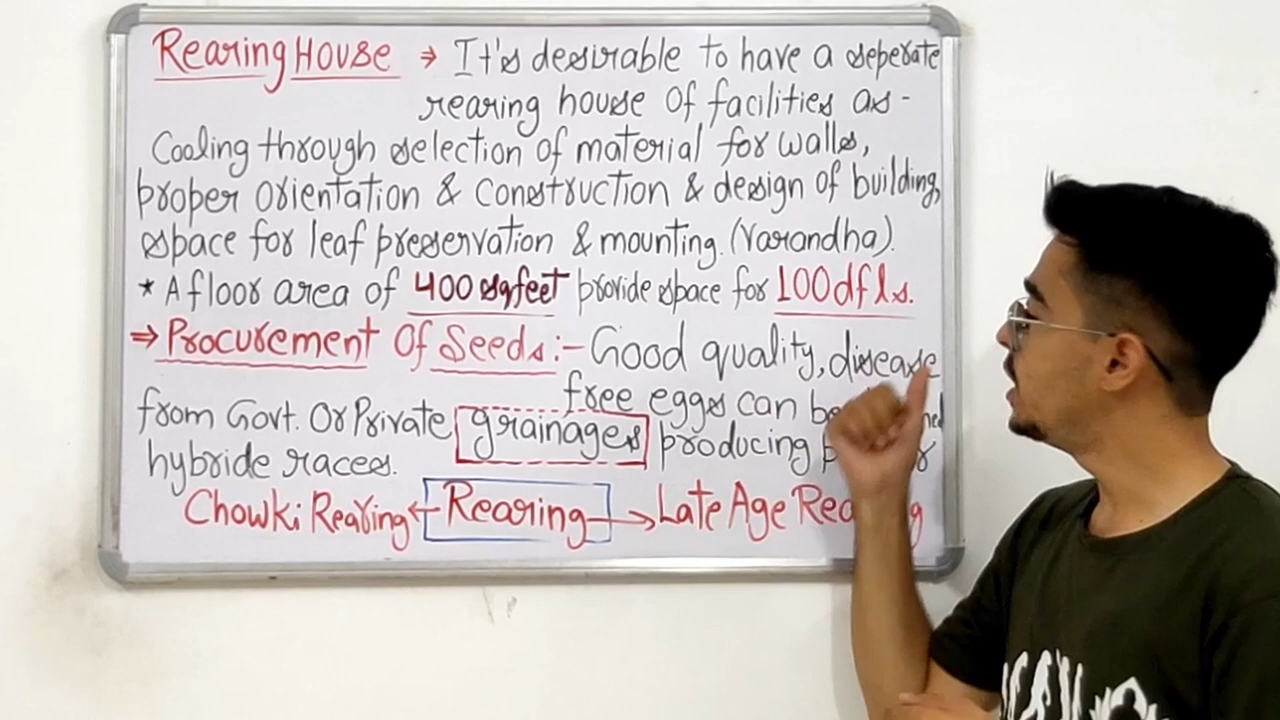 Rearing House ⇒ It's desirable to have a seperate
rearing house of facilities as -
Cooling through selection of material for walls,
proper orientation & Construction & design of building,
space for leaf preservation & mounting. (Varandha).
* A floor area of 400 sq feet provide space for 100 dfls.
⇒ Procurement Of Seeds :- Good quality, disease
free eggs can be
from Govt. Or Private grainages producing
hybride races.
Chowki Rearing ← Rearing → Late Age